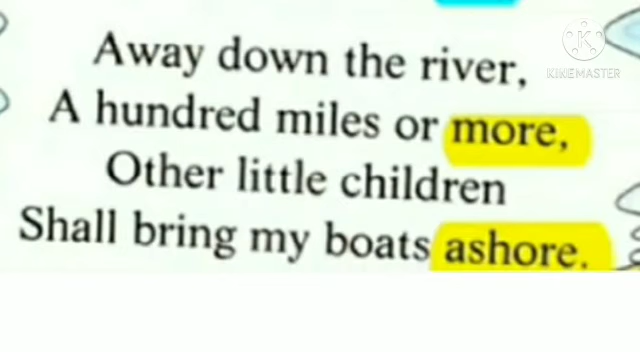 KINEMASTER
Away down the river,
A hundred miles or more,
Other little children
Shall bring my boats ashore.